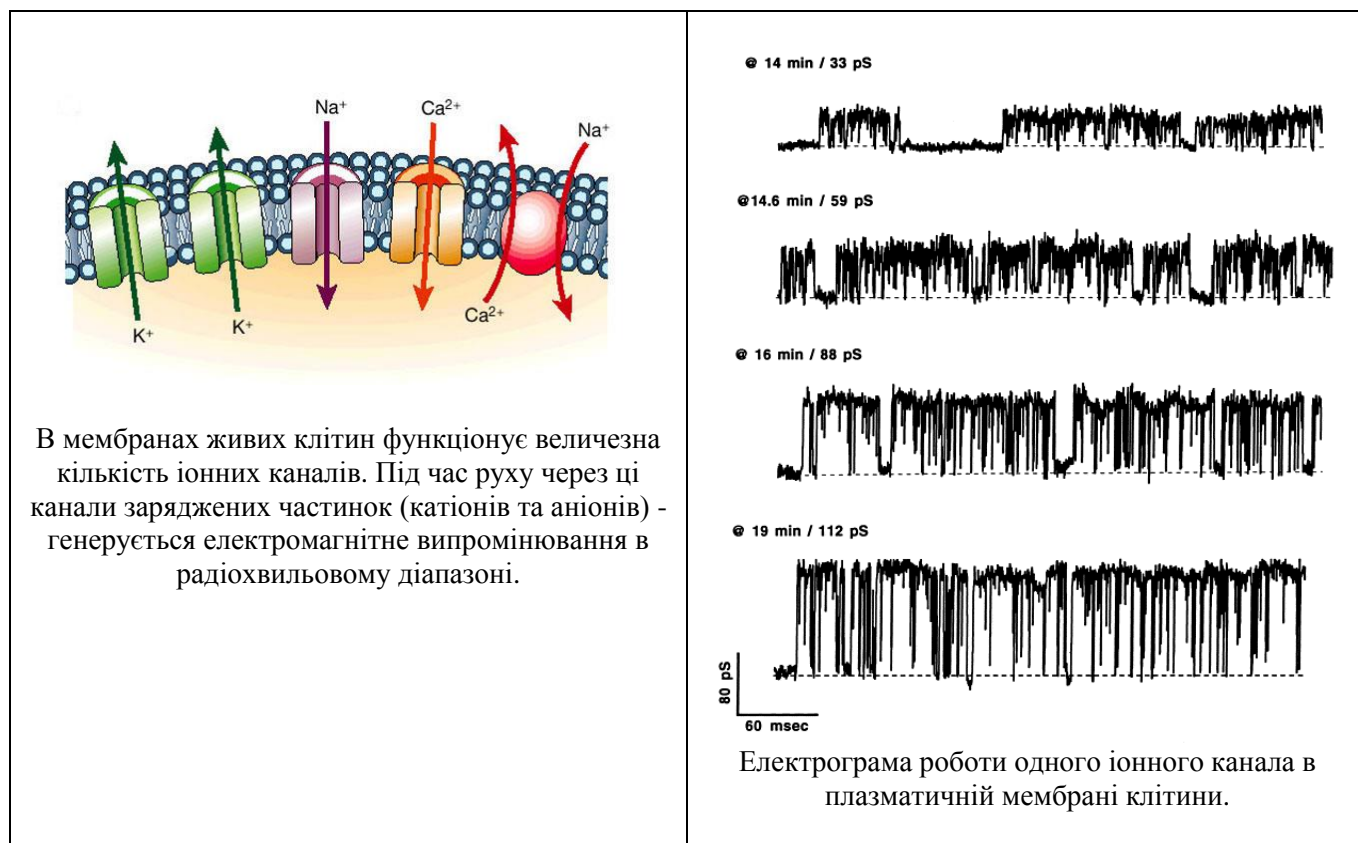 Na⁺
Ca²⁺
Na⁺
K⁺
K⁺
Ca²⁺
В мембранах живих клітин функціонує величезна
кількість іонних каналів. Під час руху через ці
канали заряджених частинок (катіонів та аніонів) -
генерується електромагнітне випромінювання в
радіохвильовому діапазоні.
@ 14 min / 33 pS
@14.6 min / 59 pS
@ 16 min / 88 pS
@ 19 min / 112 pS
80 pS
60 msec
Електрограма роботи одного іонного канала в
плазматичній мембрані клітини.